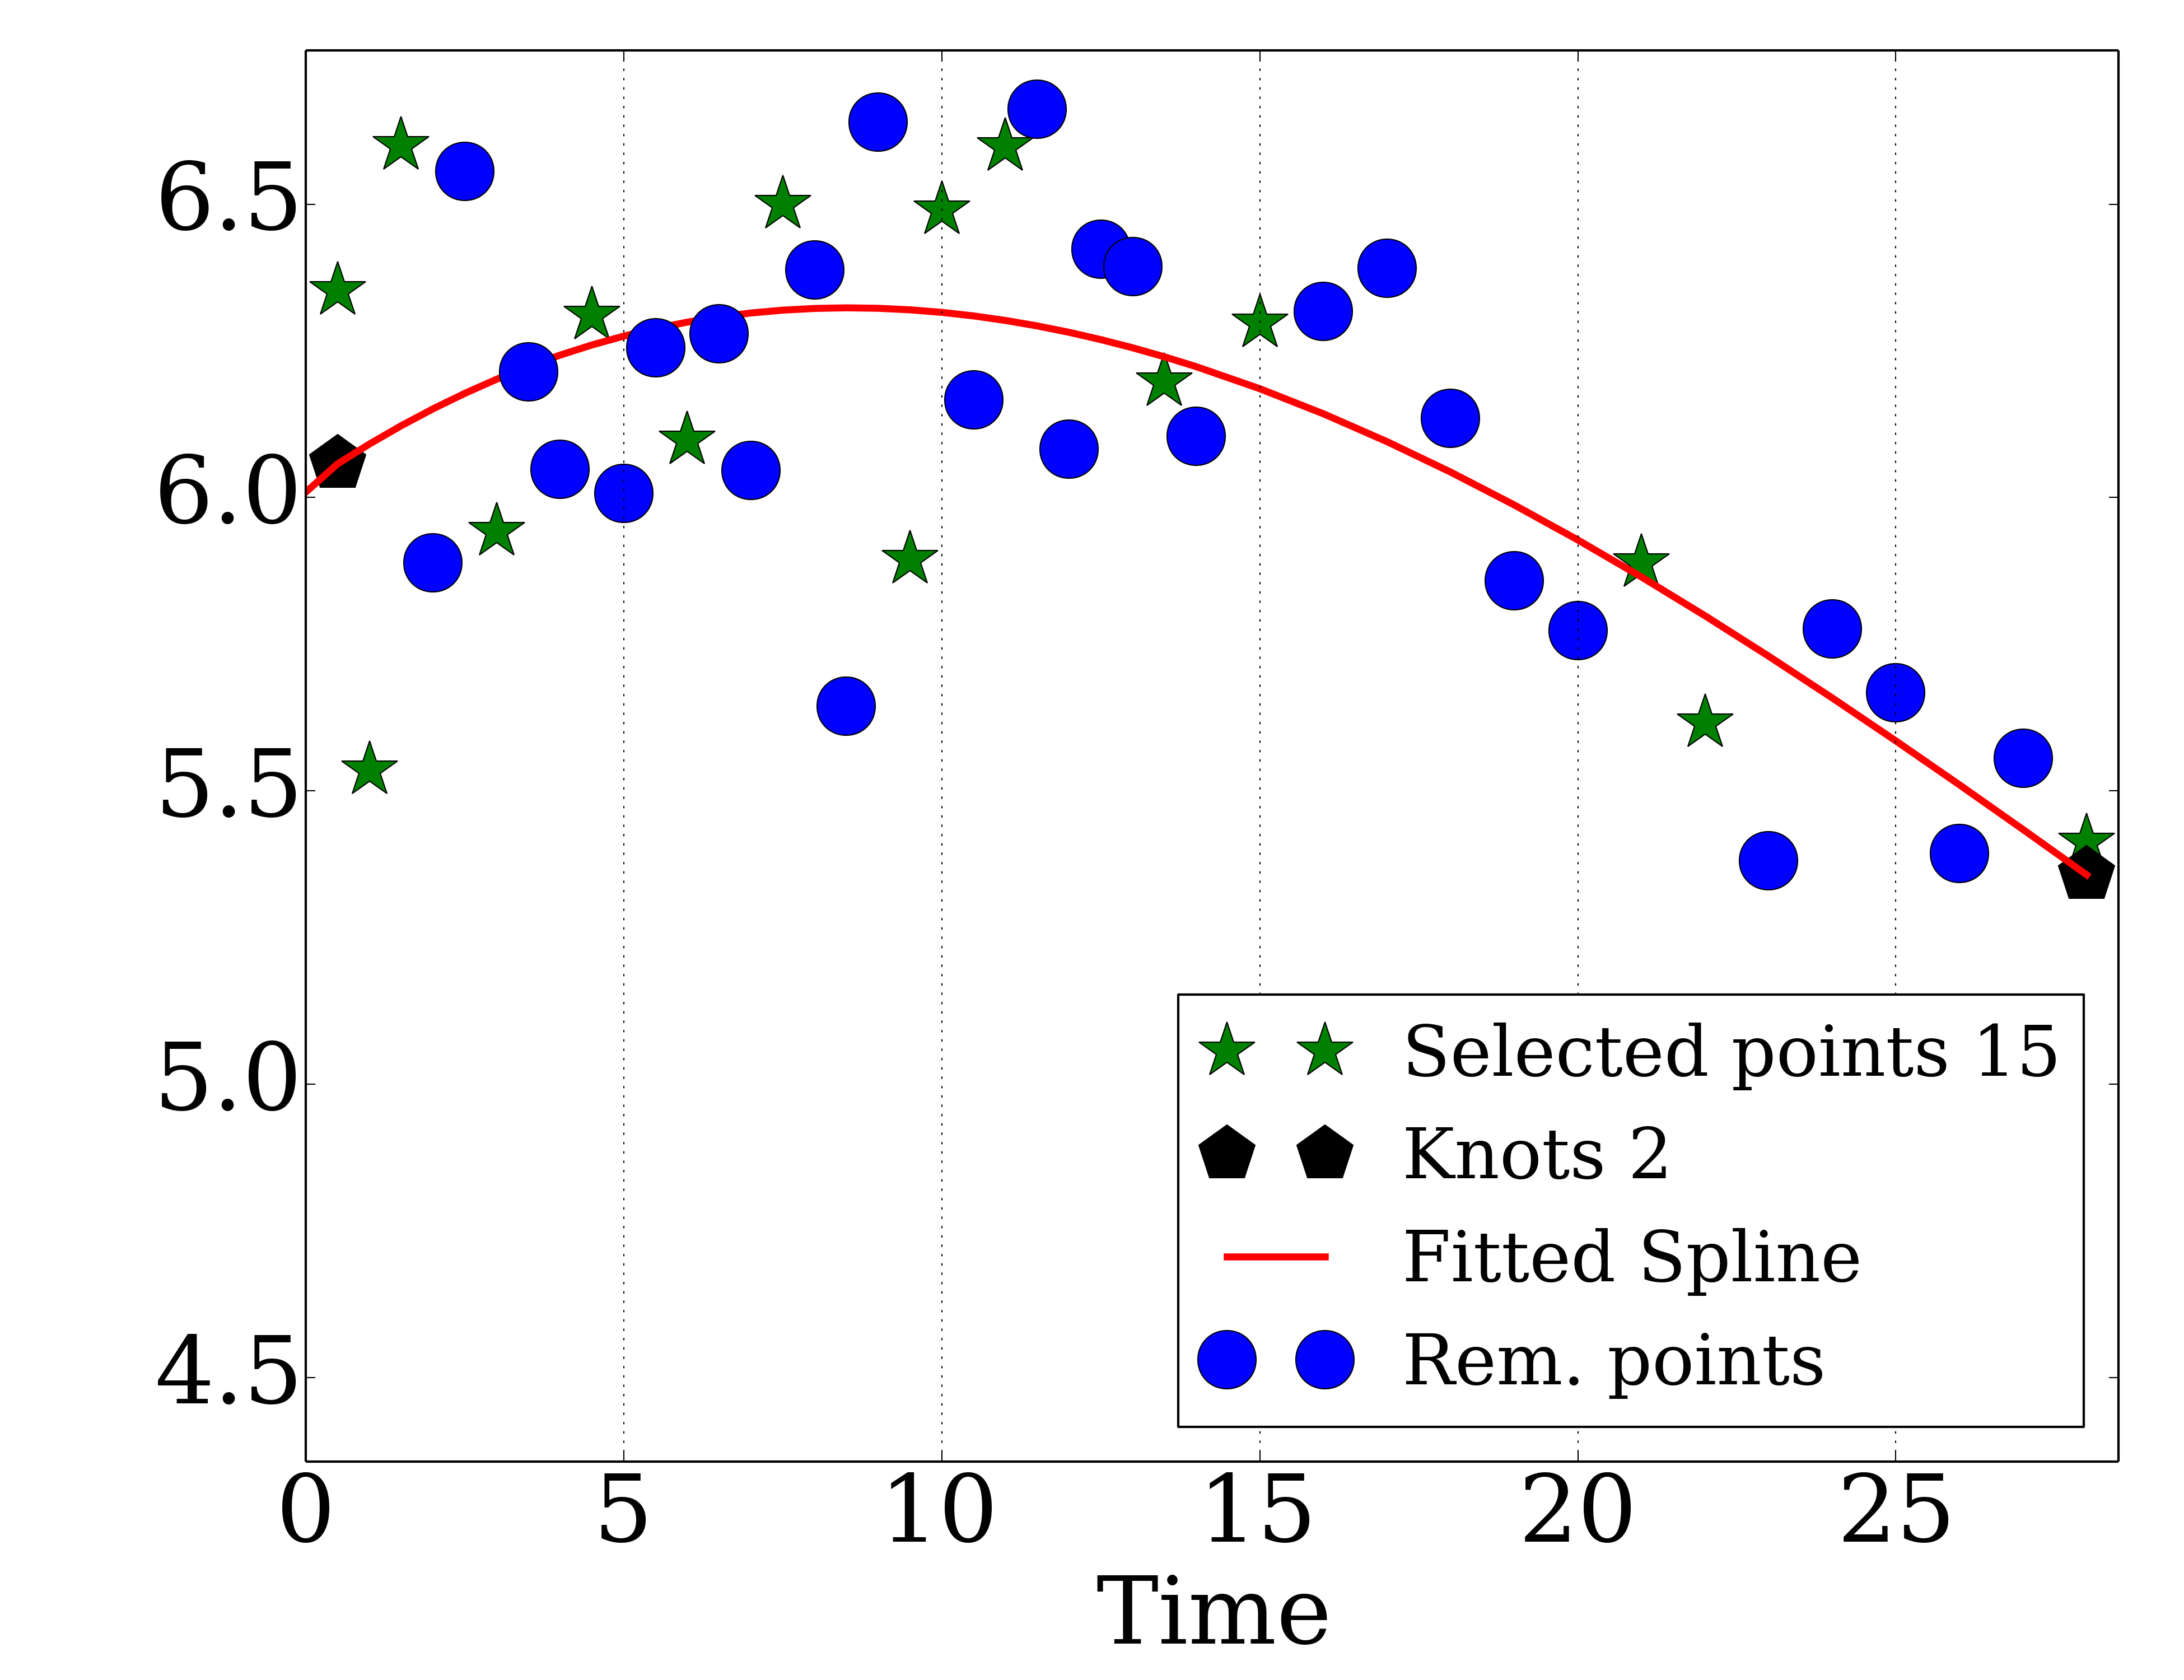 6.5
6.0
5.5
5.0
4.5
0 5 10 15 20 25
Time
Selected points 15
Knots 2
Fitted Spline
Rem. points